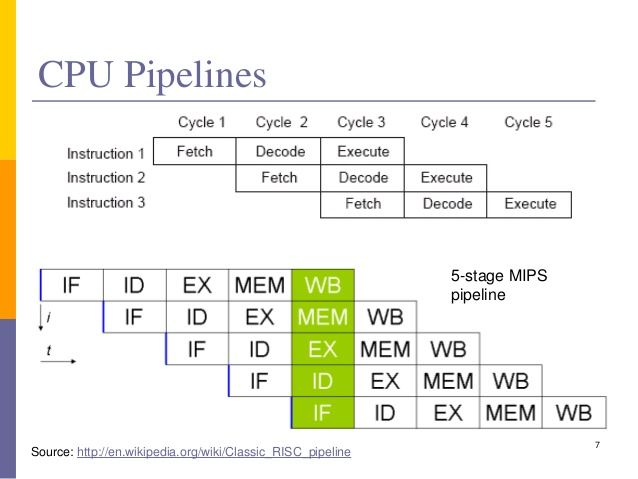 CPU Pipelines
Cycle 1 Cycle 2 Cycle 3 Cycle 4 Cycle 5
Instruction 1 Fetch Decode Execute
Instruction 2 Fetch Decode Execute
Instruction 3 Fetch Decode Execute
5-stage MIPS
pipeline
IF ID EX MEM WB
i IF ID EX MEM WB
t IF ID EX MEM WB
IF ID EX MEM WB
IF ID EX MEM WB
Source: http://en.wikipedia.org/wiki/Classic_RISC_pipeline
7